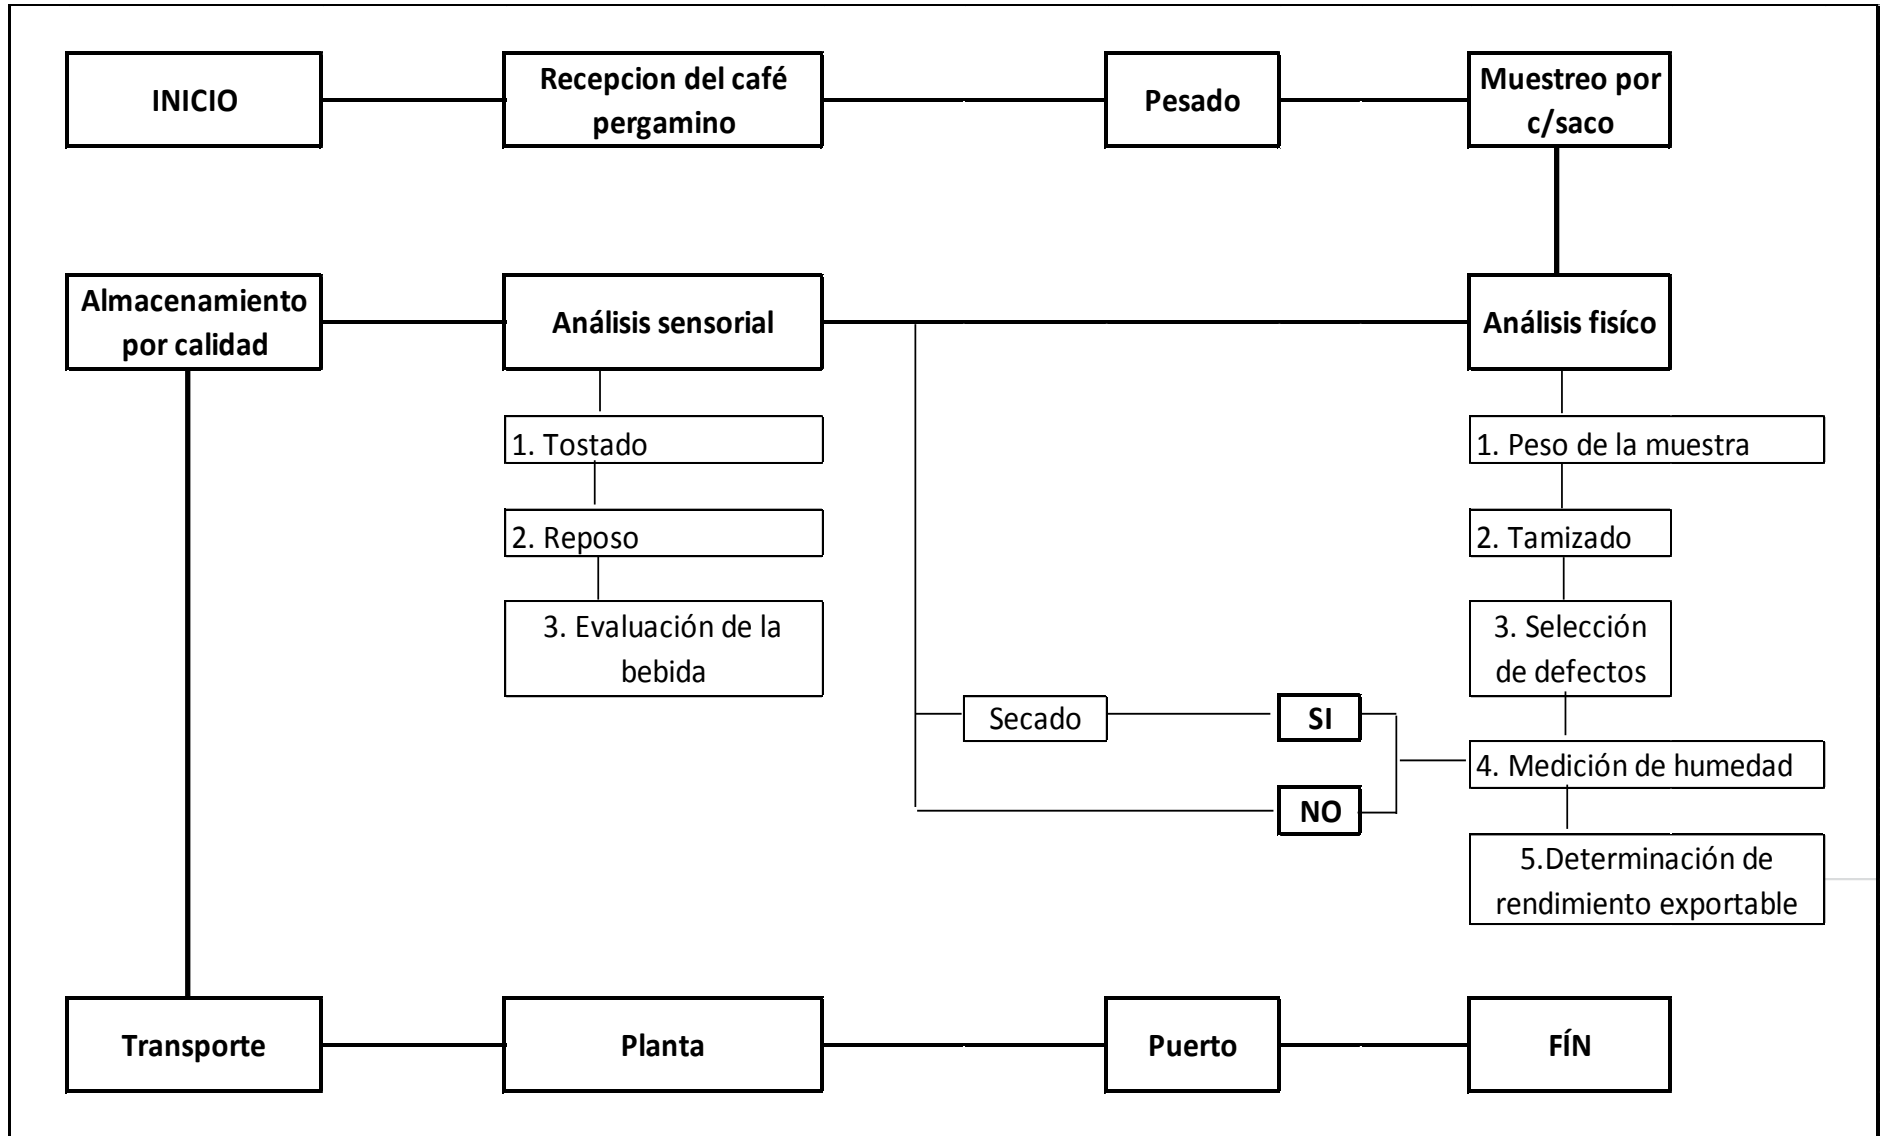 INICIO
Recepcion del café
pergamino
Pesado
Muestreo por
c/saco
Almacenamiento
por calidad
Análisis sensorial
Análisis fisíco
1. Tostado
1. Peso de la muestra
2. Reposo
2. Tamizado
3. Evaluación de la
bebida
3. Selección
de defectos
Secado
SI
4. Medición de humedad
NO
5.Determinación de
rendimiento exportable
Transporte
Planta
Puerto
FÍN